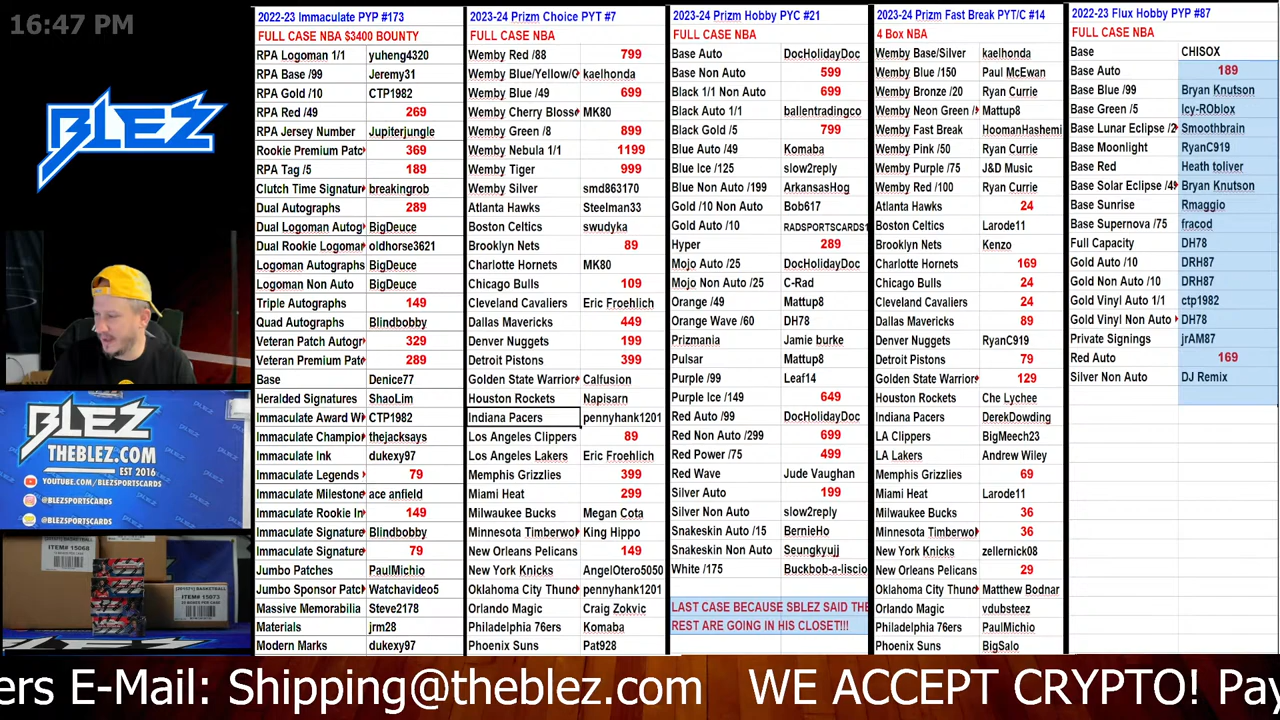 16:47 PM
BLEZ
BLEZ
THEBLEZ.COM
EST 2016
YOUTUBE.COM/BLEZSPORTSCARDS
@BLEZSPORTSCARDS
@BLEZSPORTSCARDS
ITEM# 15068
ITEM# 15073
2022-23 Immaculate PYP #173
FULL CASE NBA $3400 BOUNTY
RPA Logoman 1/1 yuheng4320
RPA Base /99 Jeremy31
RPA Gold /10 CTP1982
RPA Red /49 269
RPA Jersey Number Jupiterjungle
Rookie Premium Patc 369
RPA Tag /5 189
Clutch Time Signatur breakingrob
Dual Autographs 289
Dual Logoman Autog BigDeuce
Dual Rookie Logoma oldhorse3621
Logoman Autographs BigDeuce
Logoman Non Auto BigDeuce
Triple Autographs 149
Quad Autographs Blindbobby
Veteran Patch Autogr 329
Veteran Premium Pate 289
Base Denice77
Heralded Signatures ShaoLim
Immaculate Award Wi CTP1982
Immaculate Champio thejacksays
Immaculate Ink dukexy97
Immaculate Legends 79
Immaculate Milestone ace anfield
Immaculate Rookie In 149
Immaculate Signatur Blindbobby
Immaculate Signatur 79
Jumbo Patches PaulMichio
Jumbo Sponsor Patc Watchavideo5
Massive Memorabilia Steve2178
Materials jrm28
Modern Marks dukexy97
2023-24 Prizm Choice PYT #7
FULL CASE NBA
Wemby Red /88 799
Wemby Blue/Yellow/G kaelhonda
Wemby Blue /49 699
Wemby Cherry Bloss MK80
Wemby Green /8 899
Wemby Nebula 1/1 1199
Wemby Tiger 999
Wemby Silver smd863170
Atlanta Hawks Steelman33
Boston Celtics swudyka
Brooklyn Nets 89
Charlotte Hornets MK80
Chicago Bulls 109
Cleveland Cavaliers Eric Froehlich
Dallas Mavericks 449
Denver Nuggets 199
Detroit Pistons 399
Golden State Warrior Calfusion
Houston Rockets Napisarn
Indiana Pacers pennyhank1201
Los Angeles Clippers 89
Los Angeles Lakers Eric Froehlich
Memphis Grizzlies 399
Miami Heat 299
Milwaukee Bucks Megan Cota
Minnesota Timberwo King Hippo
New Orleans Pelicans 149
New York Knicks AngelOtero5050
Oklahoma City Thun pennyhank1201
Orlando Magic Craig Zokvic
Philadelphia 76ers Komaba
Phoenix Suns Pat928
2023-24 Prizm Hobby PYC #21
FULL CASE NBA
Base Auto DocHolidayDoc
Base Non Auto 599
Black 1/1 Non Auto 699
Black Auto 1/1 ballentradingco
Black Gold /5 799
Blue Auto /49 Komaba
Blue Ice /125 slow2reply
Blue Non Auto /199 ArkansasHog
Gold /10 Non Auto Bob617
Gold Auto /10 RADSPORTSCARDS1
Hyper 289
Mojo Auto /25 DocHolidayDoc
Mojo Non Auto /25 C-Rad
Orange /49 Mattup8
Orange Wave /60 DH78
Prizmania Jamie burke
Pulsar Mattup8
Purple /99 Leaf14
Purple Ice /149 649
Red Auto /99 DocHolidayDoc
Red Non Auto /299 699
Red Power /75 499
Red Wave Jude Vaughan
Silver Auto 199
Silver Non Auto slow2reply
Snakeskin Auto /15 BernieHo
Snakeskin Non Auto Seungkyujj
White /175 Buckbob-a-liscio
LAST CASE BECAUSE SBLEZ SAID THE
REST ARE GOING IN HIS CLOSET!!!
2023-24 Prizm Fast Break PYT/C #14
4 Box NBA
Wemby Base/Silver kaelhonda
Wemby Blue /150 Paul McEwan
Wemby Bronze /20 Ryan Currie
Wemby Neon Green / Mattup8
Wemby Fast Break HoomanHashemi
Wemby Pink /50 Ryan Currie
Wemby Purple /75 J&D Music
Wemby Red /100 Ryan Currie
Atlanta Hawks 24
Boston Celtics Larode11
Brooklyn Nets Kenzo
Charlotte Hornets 169
Chicago Bulls 24
Cleveland Cavaliers 24
Dallas Mavericks 89
Denver Nuggets RyanC919
Detroit Pistons 79
Golden State Warrior 129
Houston Rockets Che Lychee
Indiana Pacers DerekDowding
LA Clippers BigMeech23
LA Lakers Andrew Wiley
Memphis Grizzlies 69
Miami Heat Larode11
Milwaukee Bucks 36
Minnesota Timberwo 36
New York Knicks zellernick08
New Orleans Pelicans 29
Oklahoma City Thund Matthew Bodnar
Orlando Magic vdubsteez
Philadelphia 76ers PaulMichio
Phoenix Suns BigSalo
2022-23 Flux Hobby PYP #87
FULL CASE NBA
Base CHISOX
Base Auto 189
Base Blue /99 Bryan Knutson
Base Green /5 Icy-RObIox
Base Lunar Eclipse /2 Smoothbrain
Base Moonlight RyanC919
Base Red Heath toliver
Base Solar Eclipse /49 Bryan Knutson
Base Sunrise Rmaggio
Base Supernova /75 fracod
Full Capacity DH78
Gold Auto /10 DRH87
Gold Non Auto /10 DRH87
Gold Vinyl Auto 1/1 ctp1982
Gold Vinyl Non Auto DH78
Private Signings jrAM87
Red Auto 169
Silver Non Auto DJ Remix
ers E-Mail: Shipping@theblez.com WE ACCEPT CRYPTO! Pay